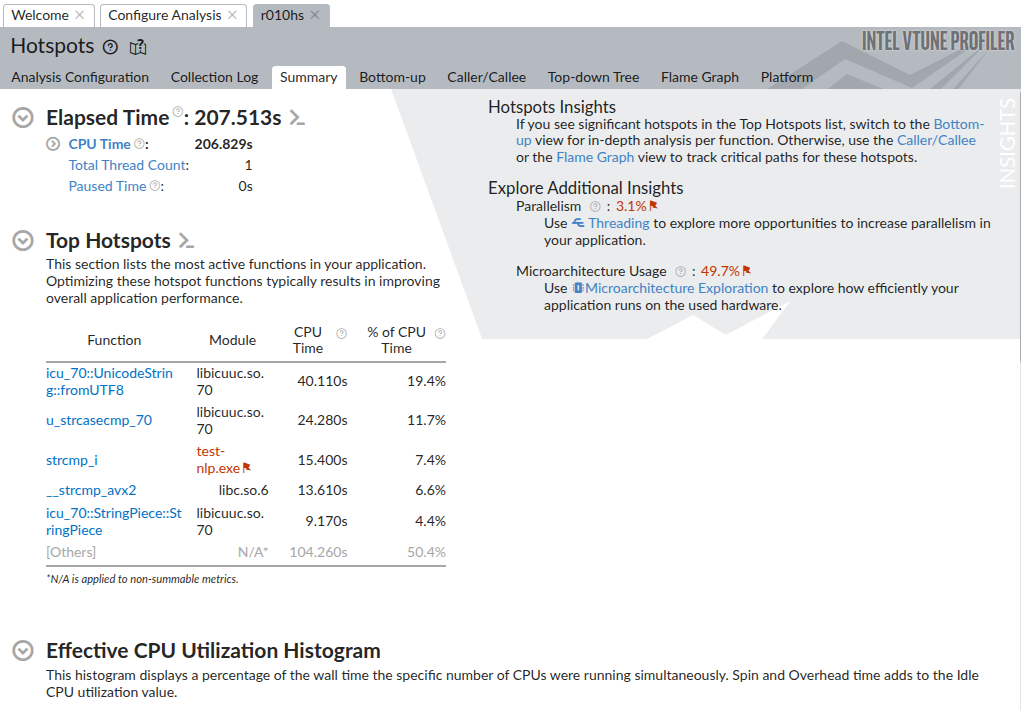 Welcome
Configure Analysis
r010hs
Hotspots
INTEL VTUNE PROFILER
Analysis Configuration Collection Log Summary Bottom-up Caller/Callee Top-down Tree Flame Graph Platform
Elapsed Time : 207.513s
CPU Time : 206.829s
Total Thread Count: 1
Paused Time : 0s
Top Hotspots
This section lists the most active functions in your application.
Optimizing these hotspot functions typically results in improving
overall application performance.
Function Module CPU Time % of CPU Time
icu_70::UnicodeStrin
g::fromUTF8
libicuuc.so.
70
40.110s 19.4%
u_strcasecmp_70
libicuuc.so.
70
24.280s 11.7%
strcmp_i
test-
nlp.exe
15.400s 7.4%
__strcmp_avx2 libc.so.6 13.610s 6.6%
icu_70::StringPiece::St
ringPiece
libicuuc.so.
70
9.170s 4.4%
[Others] N/A* 104.260s 50.4%
*N/A is applied to non-summable metrics.
Hotspots Insights
If you see significant hotspots in the Top Hotspots list, switch to the Bottom-
up view for in-depth analysis per function. Otherwise, use the Caller/Callee
or the Flame Graph view to track critical paths for these hotspots.
Explore Additional Insights
Parallelism : 3.1%
Use Threading to explore more opportunities to increase parallelism in
your application.
Microarchitecture Usage : 49.7%
Use Microarchitecture Exploration to explore how efficiently your
application runs on the used hardware.
INSIGHTS
Effective CPU Utilization Histogram
This histogram displays a percentage of the wall time the specific number of CPUs were running simultaneously. Spin and Overhead time adds to the Idle
CPU utilization value.